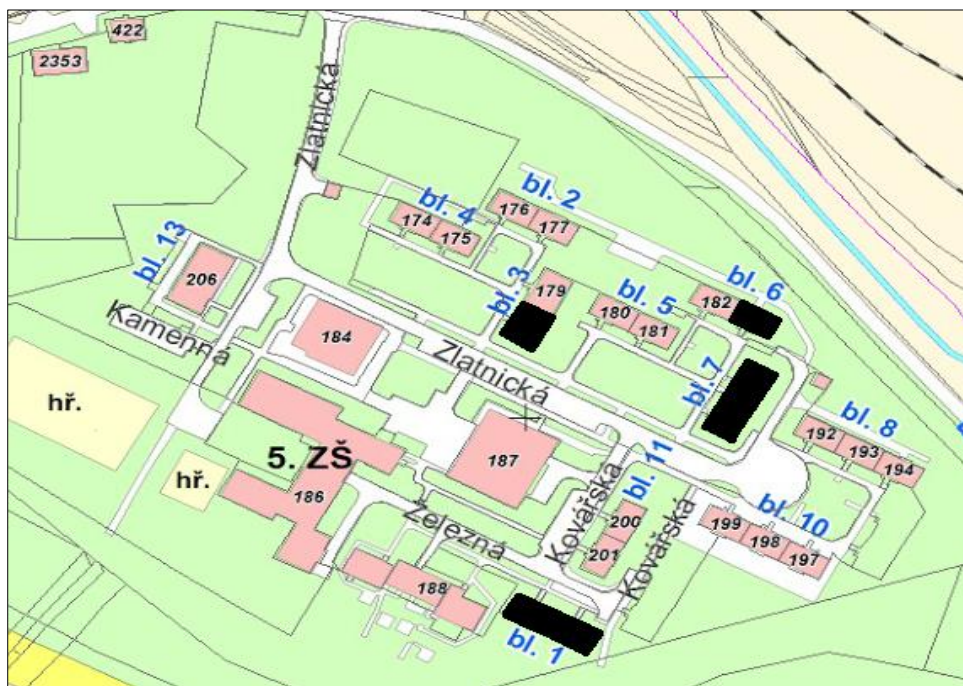 422
2353
Zlatnická
bl. 2
176
177
bl. 4
174
175
bl. 13
206
bl. 3
179
bl. 6
182
bl. 5
180
181
Kamenná
184
Zlatnická
bl. 7
hř.
5. ZŠ
187
bl. 8
192
193
194
hř.
186
Kovářská
bl. 11
200
201
Kovářská
bl. 10
199
198
197
Železná
188
bl. 1